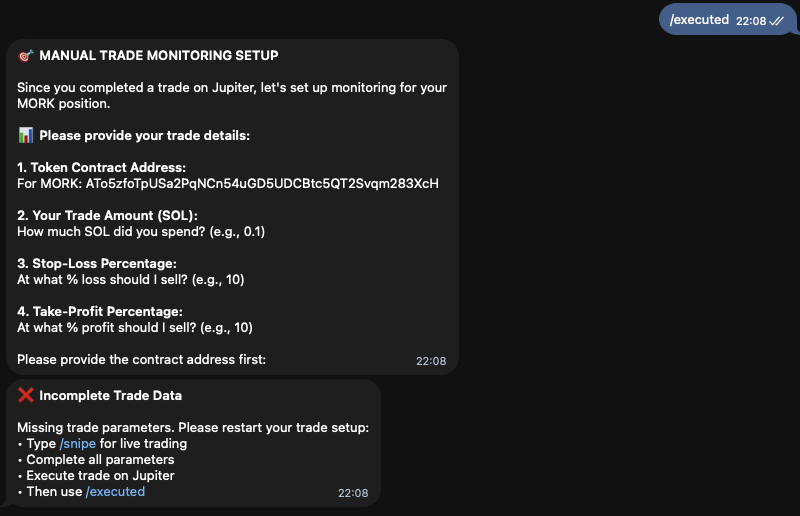 /executed 22:08
🎯 MANUAL TRADE MONITORING SETUP
Since you completed a trade on Jupiter, let's set up monitoring for your
MORK position.
📊 Please provide your trade details:
1. Token Contract Address:
For MORK: ATo5zfoTpUSa2PqNCn54uGD5UDCBtc5QT2Svqm283XcH
2. Your Trade Amount (SOL):
How much SOL did you spend? (e.g., 0.1)
3. Stop-Loss Percentage:
At what % loss should I sell? (e.g., 10)
4. Take-Profit Percentage:
At what % profit should I sell? (e.g., 10)
Please provide the contract address first: 22:08
❌ Incomplete Trade Data
Missing trade parameters. Please restart your trade setup:
• Type /snipe for live trading
• Complete all parameters
• Execute trade on Jupiter
• Then use /executed 22:08